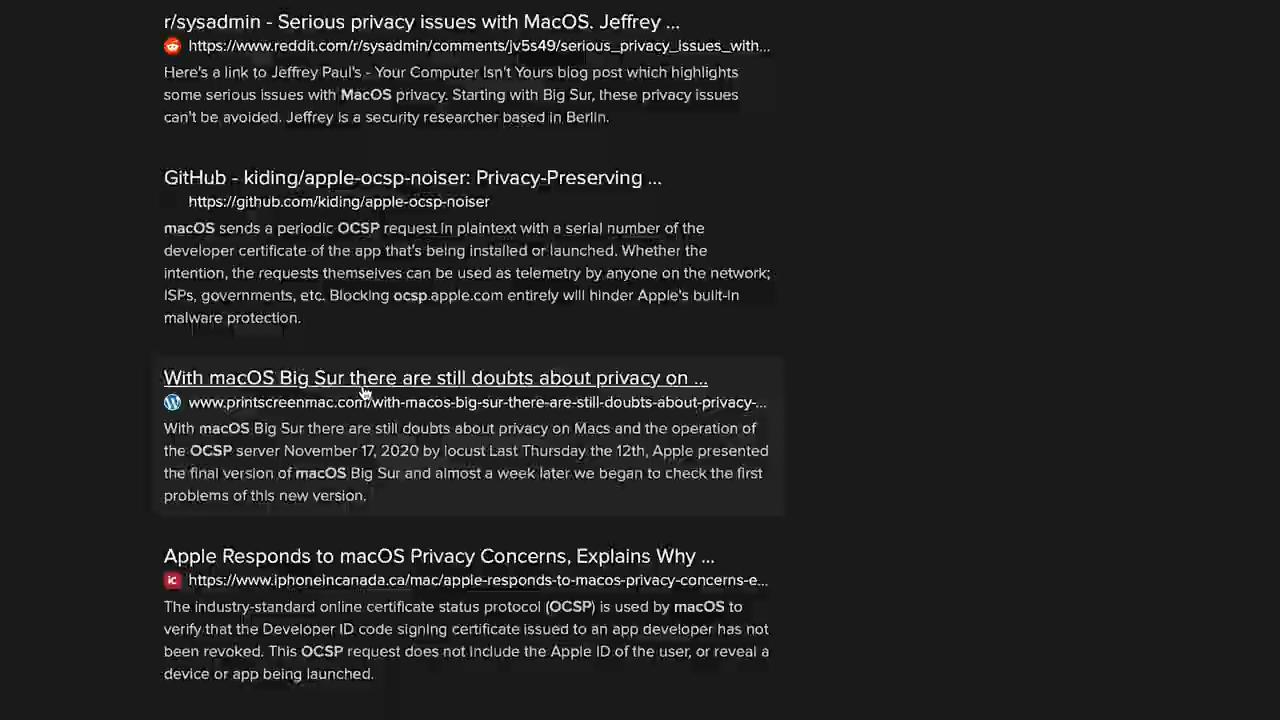 r/sysadmin - Serious privacy issues with MacOS. Jeffrey ...
https://www.reddit.com/r/sysadmin/comments/jv5s49/serious_privacy_issues_with...
Here's a link to Jeffrey Paul's - Your Computer Isn't Yours blog post which highlights
some serious issues with MacOS privacy. Starting with Big Sur, these privacy issues
can't be avoided. Jeffrey is a security researcher based in Berlin.
GitHub - kiding/apple-ocsp-noiser: Privacy-Preserving ...
https://github.com/kiding/apple-ocsp-noiser
macOS sends a periodic OCSP request in plaintext with a serial number of the
developer certificate of the app that's being installed or launched. Whether the
intention, the requests themselves can be used as telemetry by anyone on the network;
ISPs, governments, etc. Blocking ocsp.apple.com entirely will hinder Apple's built-in
malware protection.
With macOS Big Sur there are still doubts about privacy on ...
www.printscreenmac.com/with-macos-big-sur-there-are-still-doubts-about-privacy-...
With macOS Big Sur there are still doubts about privacy on Macs and the operation of
the OCSP server November 17, 2020 by locust Last Thursday the 12th, Apple presented
the final version of macOS Big Sur and almost a week later we began to check the first
problems of this new version.
Apple Responds to macOS Privacy Concerns, Explains Why ...
ic https://www.iphoneincanada.ca/mac/apple-responds-to-macos-privacy-concerns-e...
The industry-standard online certificate status protocol (OCSP) is used by macOS to
verify that the Developer ID code signing certificate issued to an app developer has not
been revoked. This OCSP request does not include the Apple ID of the user, or reveal a
device or app being launched.